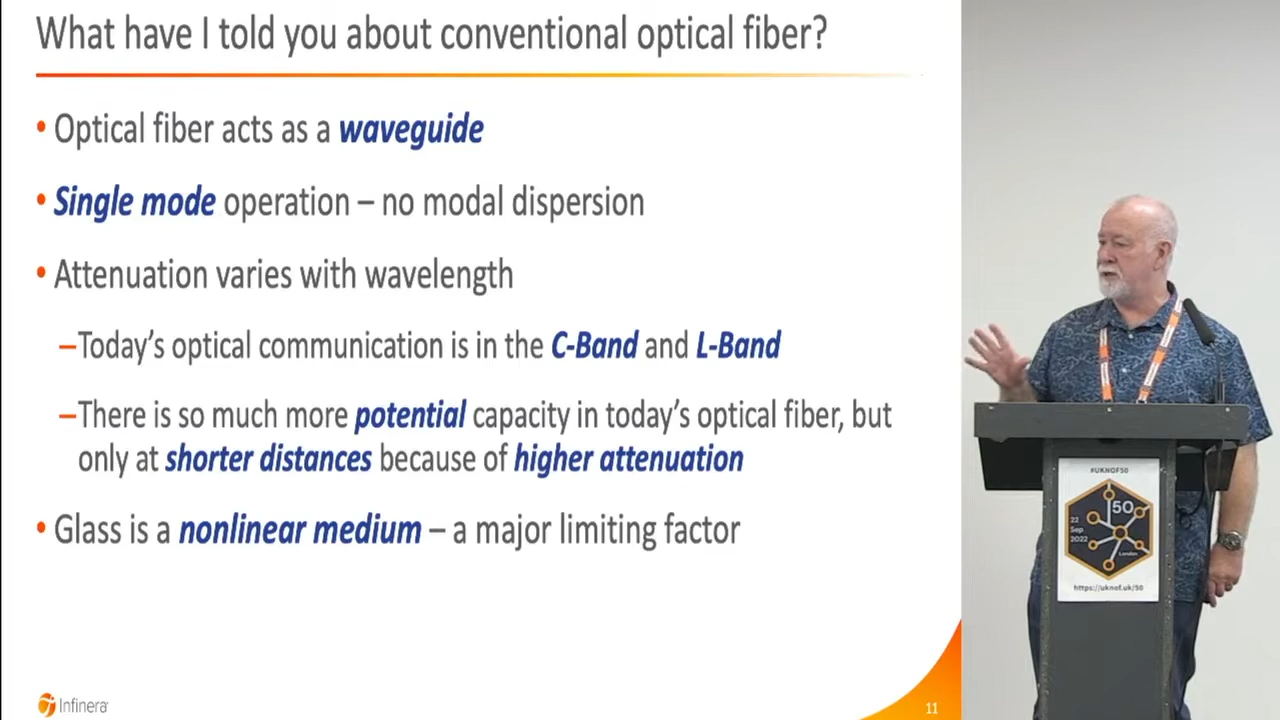 What have I told you about conventional optical fiber?
• Optical fiber acts as a waveguide
• Single mode operation – no modal dispersion
• Attenuation varies with wavelength
–Today's optical communication is in the C-Band and L-Band
–There is so much more potential capacity in today's optical fiber, but
only at shorter distances because of higher attenuation
• Glass is a nonlinear medium – a major limiting factor
Infinera
11
#UKNOF50
50
22
Sep
2022
London
https://uknof.uk/50